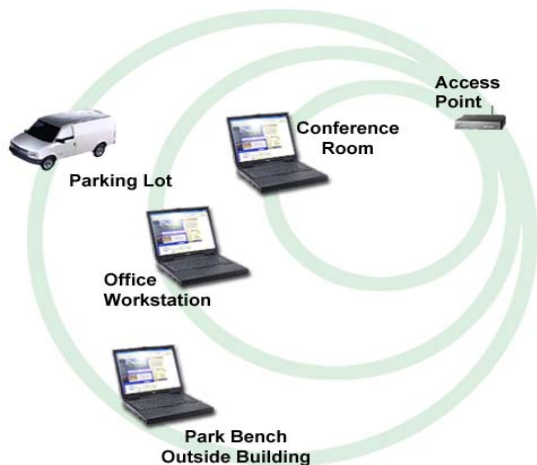 Access
Point
Conference
Room
Parking Lot
Office
Workstation
Park Bench
Outside Building